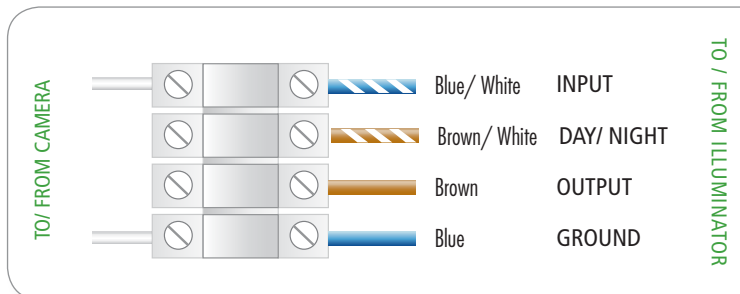 TO/ FROM CAMERA
Blue/ White INPUT
Brown/ White DAY/ NIGHT
Brown OUTPUT
Blue GROUND
TO / FROM ILLUMINATOR